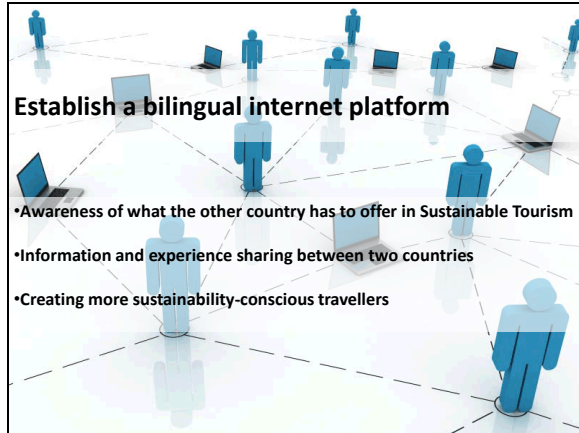 Establish a bilingual internet platform
•Awareness of what the other country has to offer in Sustainable Tourism
•Information and experience sharing between two countries
•Creating more sustainability-conscious travellers